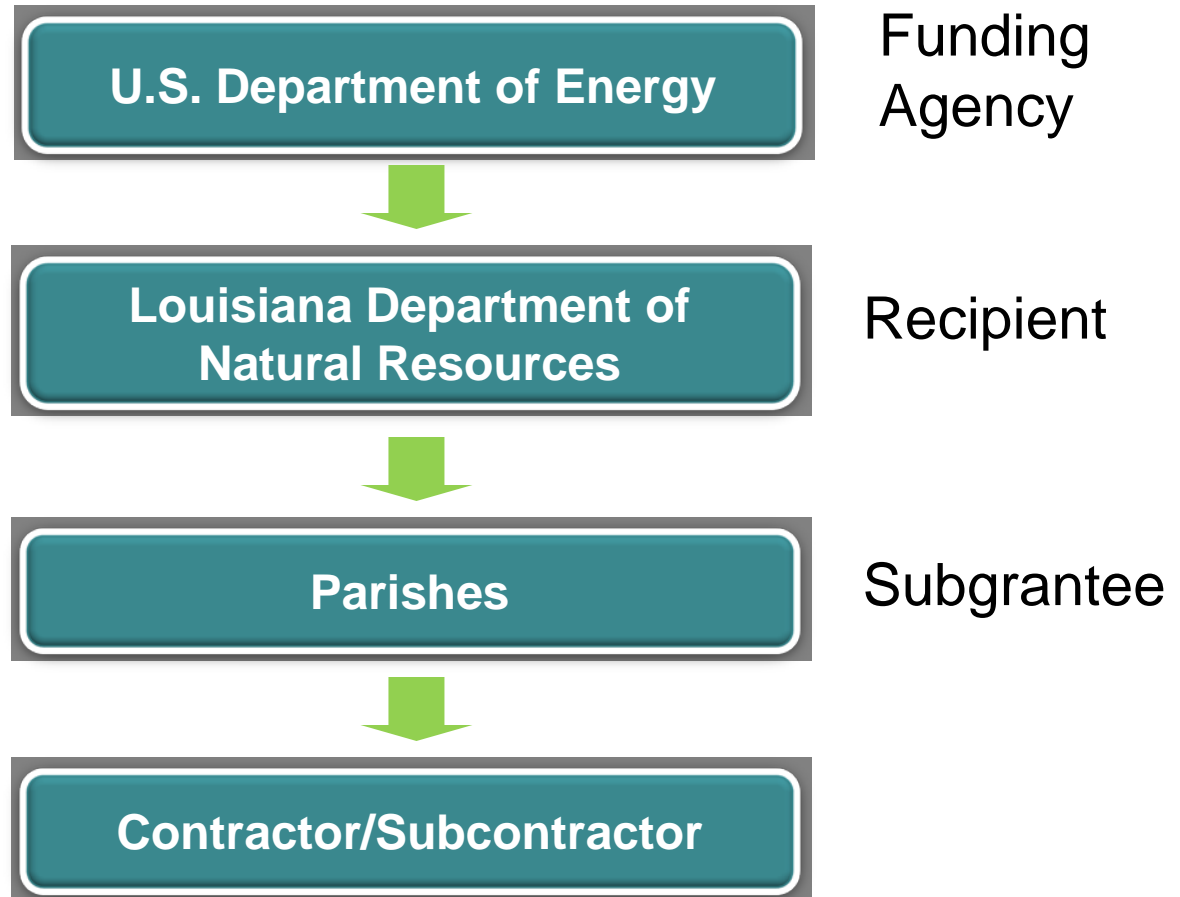 U.S. Department of Energy
Funding
Agency
Louisiana Department of
Natural Resources
Recipient
Parishes
Subgrantee
Contractor/Subcontractor